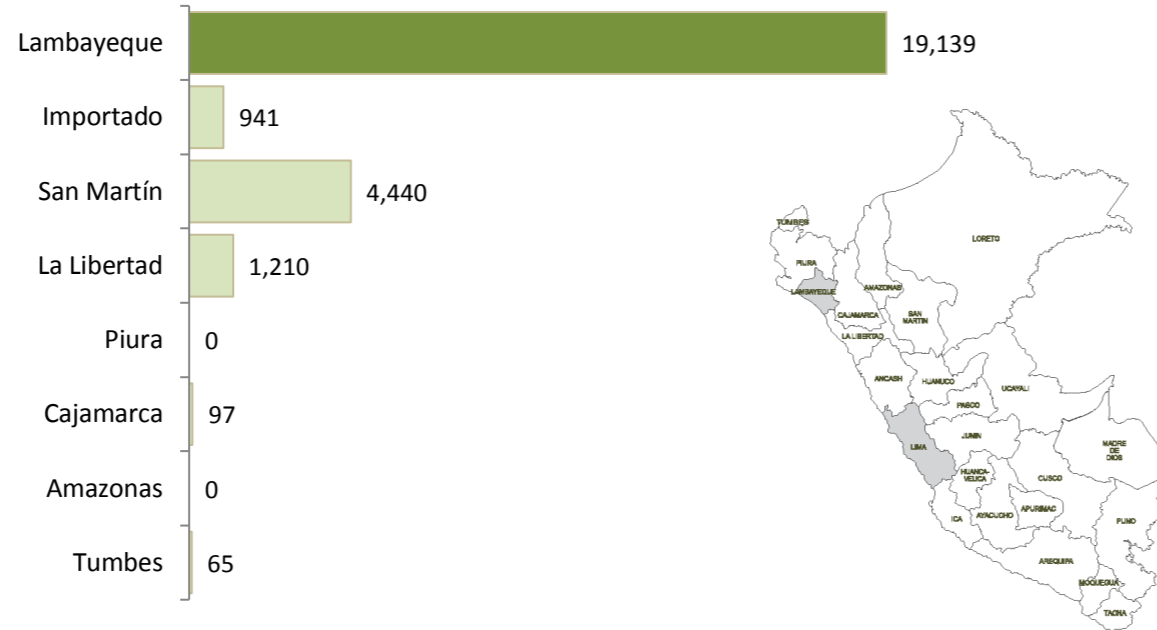 Lambayeque 19,139
Importado 941
San Martín 4,440
La Libertad 1,210
Piura 0
Cajamarca 97
Amazonas 0
Tumbes 65
TUMBES
LORETO
PIURA
AMAZONAS
LAMBAYEQUE
CAJAMARCA
SAN
MARTIN
LA LIBERTAD
ANCASH
HUANUCO
UCAYALI
PASCO
LIMA
JUNIN
MADRE
DE
DIOS
HUANCA-
VELICA
CUSCO
ICA
AYACUCHO
APURIMAC
PUNO
AREQUIPA
MOQUEGUA
TACNA